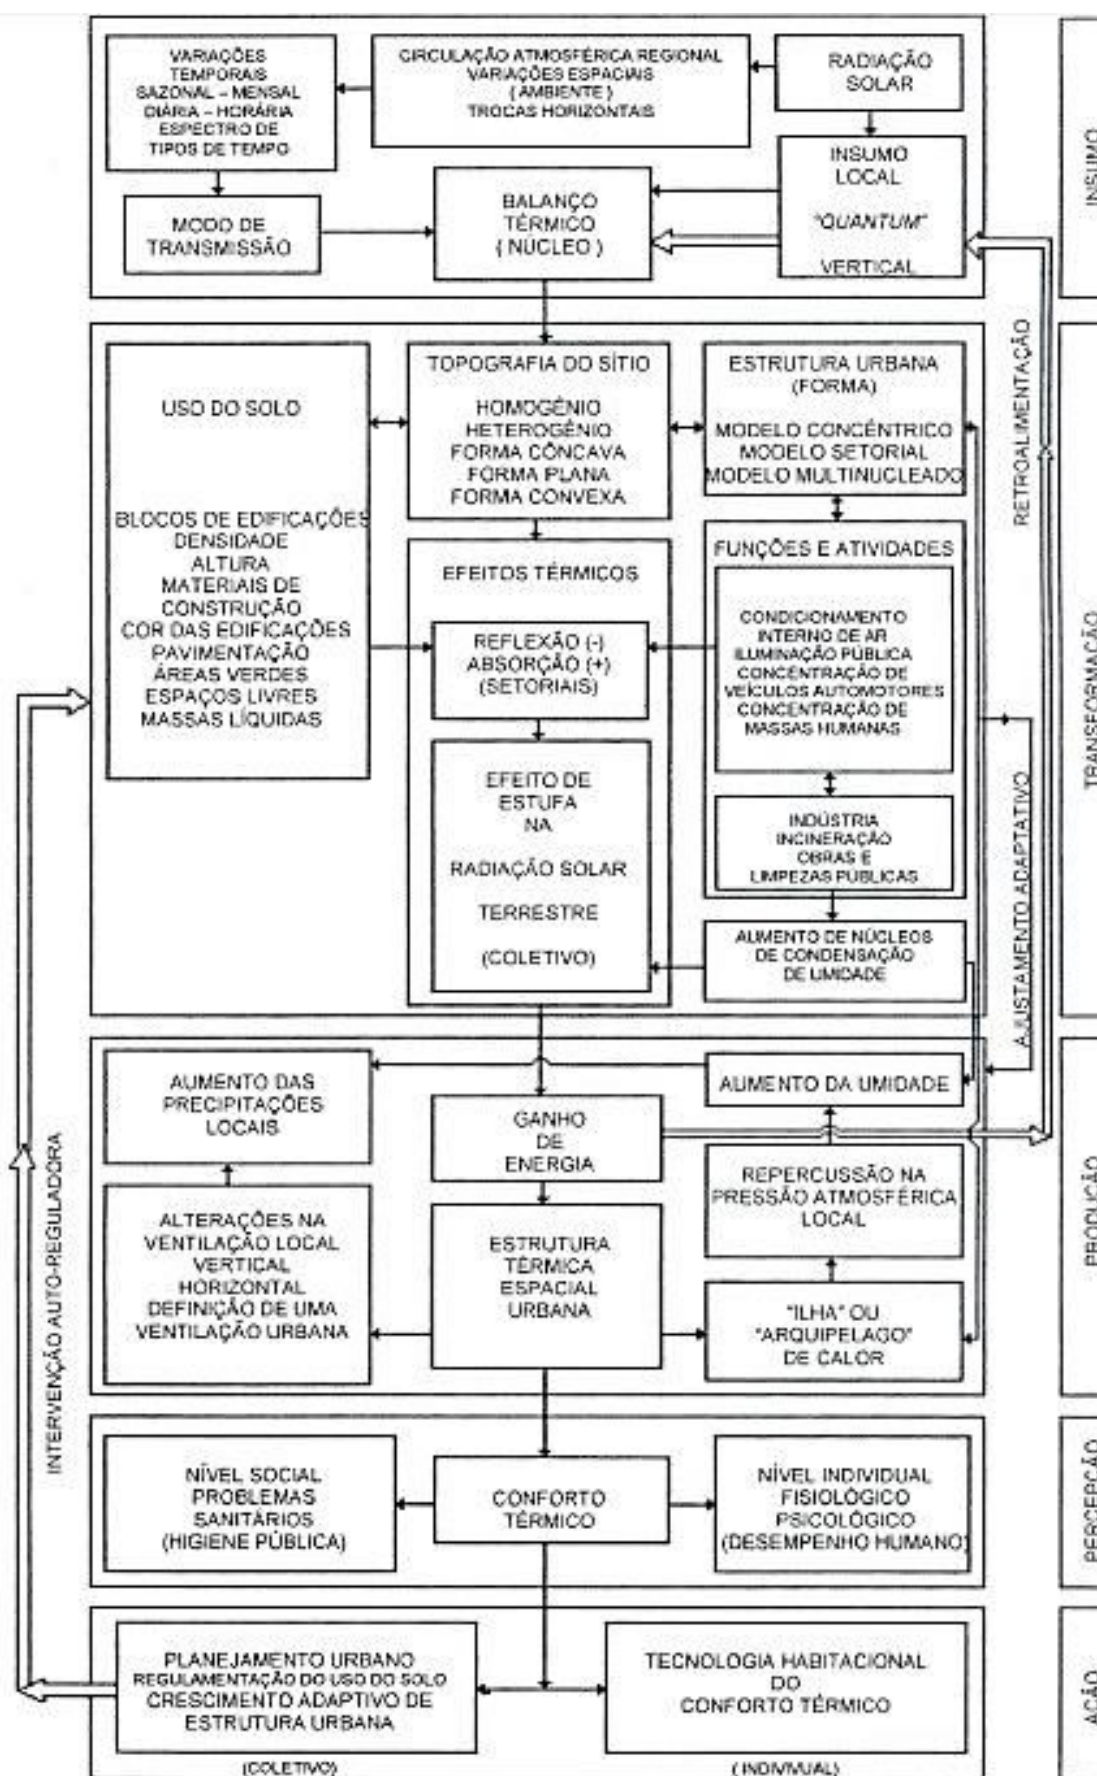 VARIAÇÕES
TEMPORAIS
SAZONAL – MENSAL
DIÁRIA – HORÁRIA
ESPECTRO DE
TIPOS DE TEMPO
CIRCULAÇÃO ATMOSFÉRICA REGIONAL
VARIAÇÕES ESPACIAIS
( AMBIENTE )
TROCAS HORIZONTAIS
RADIAÇÃO
SOLAR
MODO DE
TRANSMISSÃO
BALANÇO
TÉRMICO
( NÚCLEO )
INSUMO
LOCAL
"QUANTUM"
VERTICAL
INSUMO
USO DO SOLO
BLOCOS DE EDIFICAÇÕES
DENSIDADE
ALTURA
MATERIAIS DE
CONSTRUÇÃO
COR DAS EDIFICAÇÕES
PAVIMENTAÇÃO
ÁREAS VERDES
ESPAÇOS LIVRES
MASSAS LÍQUIDAS
TOPOGRAFIA DO SÍTIO
HOMOGÊNIO
HETEROGÊNIO
FORMA CÔNCAVA
FORMA PLANA
FORMA CONVEXA
ESTRUTURA URBANA
(FORMA)
MODELO CONCÊNTRICO
MODELO SETORIAL
MODELO MULTINUCLEADO
EFEITOS TÉRMICOS
REFLEXÃO (-)
ABSORÇÃO (+)
(SETORIAIS)
EFEITO DE
ESTUFA
NA
RADIAÇÃO SOLAR
TERRESTRE
(COLETIVO)
FUNÇÕES E ATIVIDADES
CONDICIONAMENTO
INTERNO DE AR
ILUMINAÇÃO PÚBLICA
CONCENTRAÇÃO DE
VEÍCULOS AUTOMOTORES
CONCENTRAÇÃO DE
MASSAS HUMANAS
INDÚSTRIA
INCINERAÇÃO
OBRAS E
LIMPEZAS PÚBLICAS
AUMENTO DE NÚCLEOS
DE CONDENSAÇÃO
DE UMIDADE
RETROALIMENTAÇÃO
AJUSTAMENTO ADAPTATIVO
TRANSFORMAÇÃO
AUMENTO DAS
PRECIPITAÇÕES
LOCAIS
GANHO
DE
ENERGIA
AUMENTO DA UMIDADE
ALTERAÇÕES NA
VENTILAÇÃO LOCAL
VERTICAL
HORIZONTAL
DEFINIÇÃO DE UMA
VENTILAÇÃO URBANA
ESTRUTURA
TÉRMICA
ESPACIAL
URBANA
REPERCUSSÃO NA
PRESSÃO ATMOSFÉRICA
LOCAL
"ILHA" OU
"ARQUIPELAGO"
DE CALOR
PRODUÇÃO
INTERVENÇÃO AUTO-REGULADORA
NÍVEL SOCIAL
PROBLEMAS
SANITÁRIOS
(HIGIENE PÚBLICA)
CONFORTO
TÉRMICO
NÍVEL INDIVIDUAL
FISIOLÓGICO
PSICOLÓGICO
(DESEMPENHO HUMANO)
PERCEPÇÃO
PLANEJAMENTO URBANO
REGULAMENTAÇÃO DO USO DO SOLO
CRESCIMENTO ADAPTIVO DE
ESTRUTURA URBANA
(COLETIVO)
TECNOLOGIA HABITACIONAL
DO
CONFORTO TÉRMICO
( INDIVIVUAL)
AÇÃO